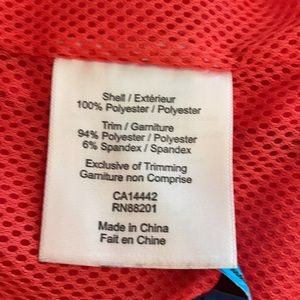 Shell / Extérieur
100% Polyester / Polyester
Trim / Garniture
94% Polyester / Polyester
6% Spandex / Spandex
Exclusive of Trimming
Garniture non Comprise
CA14442
RN88201
Made in China
Fait en Chine